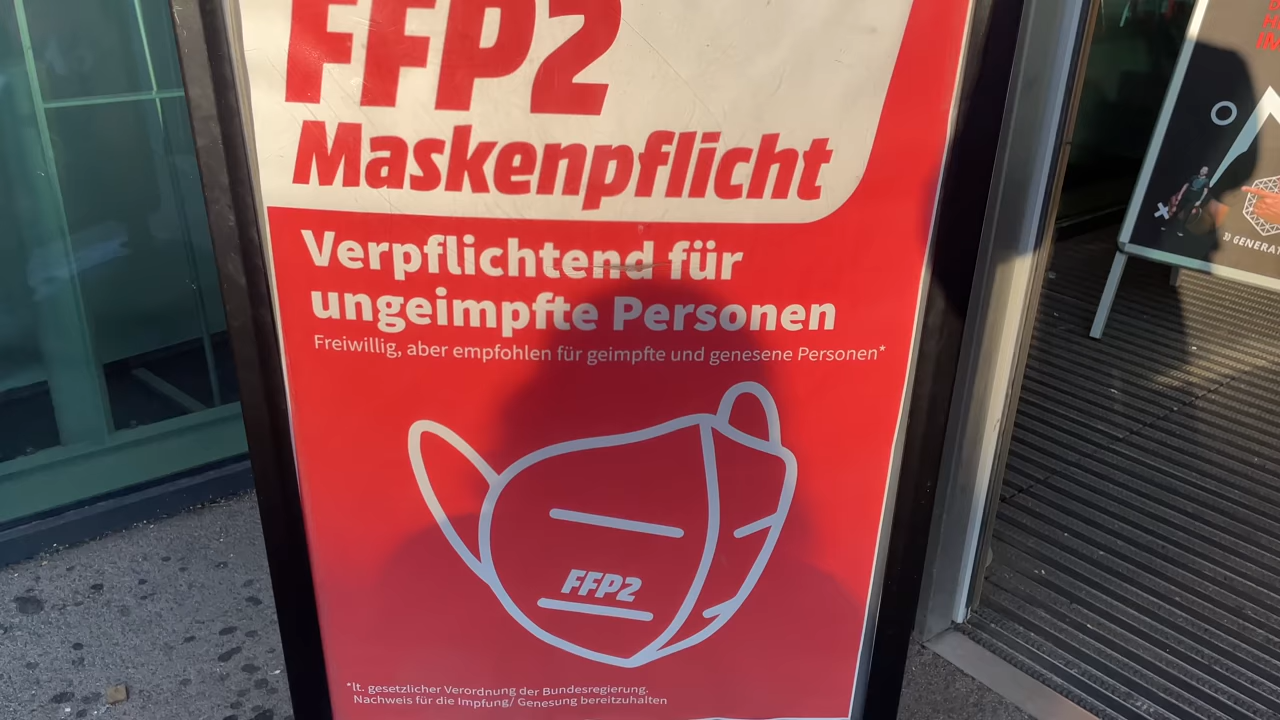 FFP2
Maskenpflicht
Verpflichtend für
ungeimpfte Personen
Freiwillig, aber empfohlen für geimpfte und genesene Personen*
FFP2
*lt. gesetzlicher Verordnung der Bundesregierung.
Nachweis für die Impfung/ Genesung bereitzuhalten